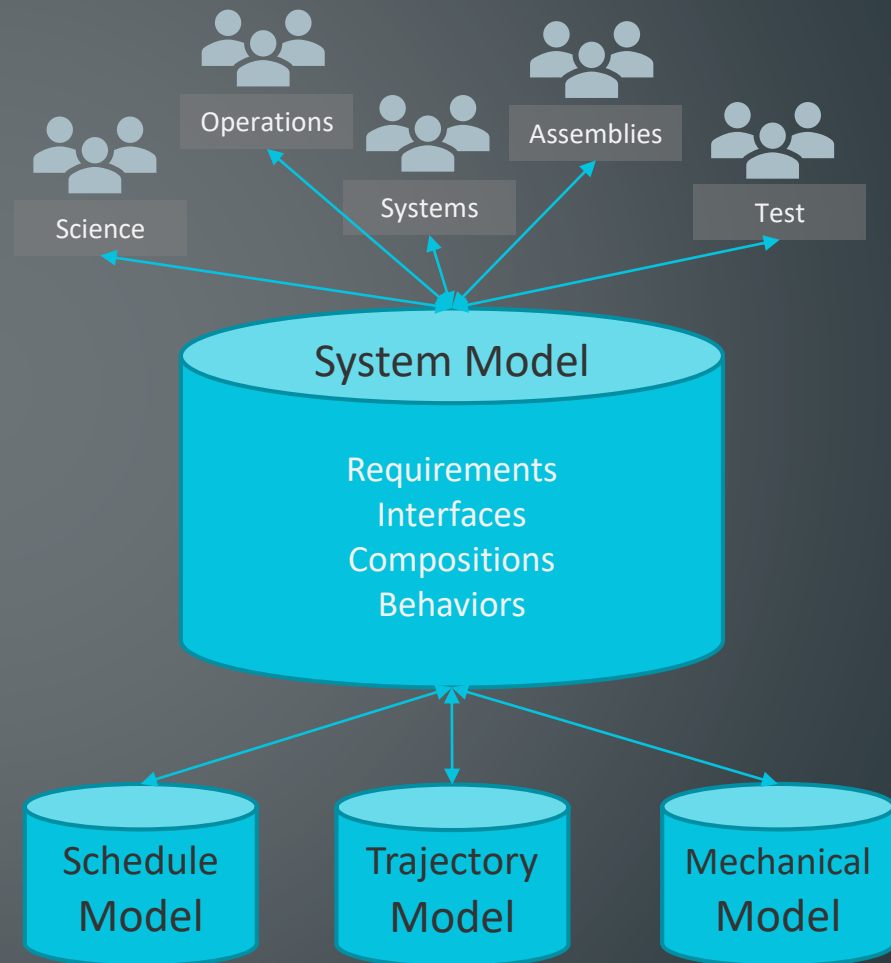 Operations
Assemblies
Science
Systems
Test
System Model
Requirements
Interfaces
Compositions
Behaviors
Schedule
Model
Trajectory
Model
Mechanical
Model